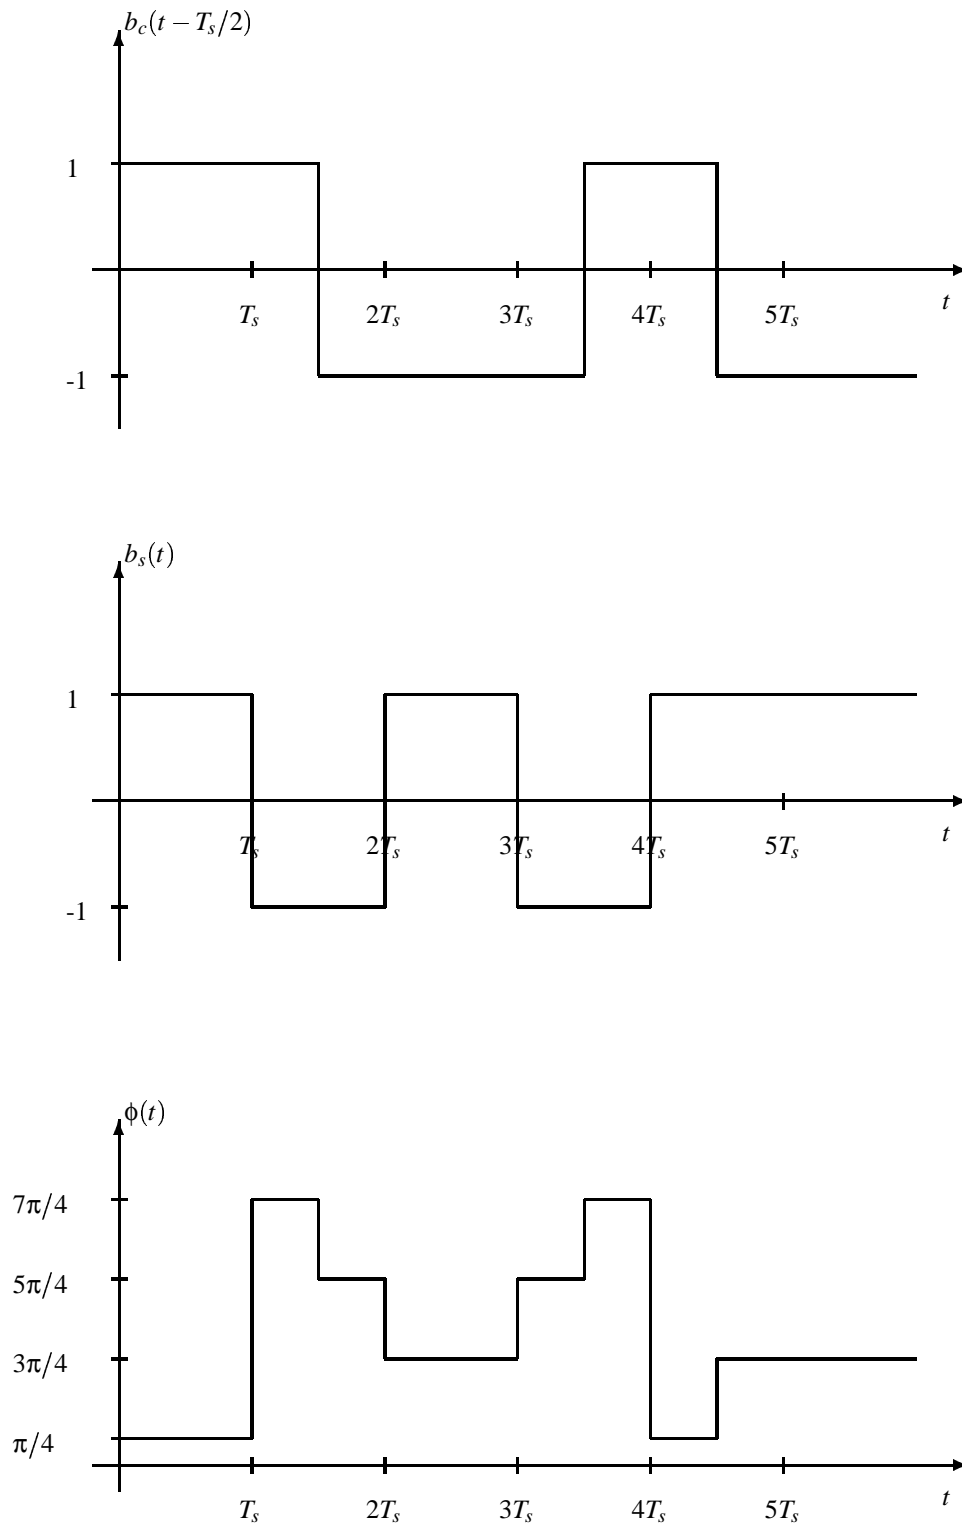 b_c(t − T_s/2)
1
T_s 2T_s 3T_s 4T_s 5T_s t
-1
b_s(t)
1
T_s 2T_s 3T_s 4T_s 5T_s t
-1
ϕ(t)
7π/4
5π/4
3π/4
π/4
T_s 2T_s 3T_s 4T_s 5T_s t